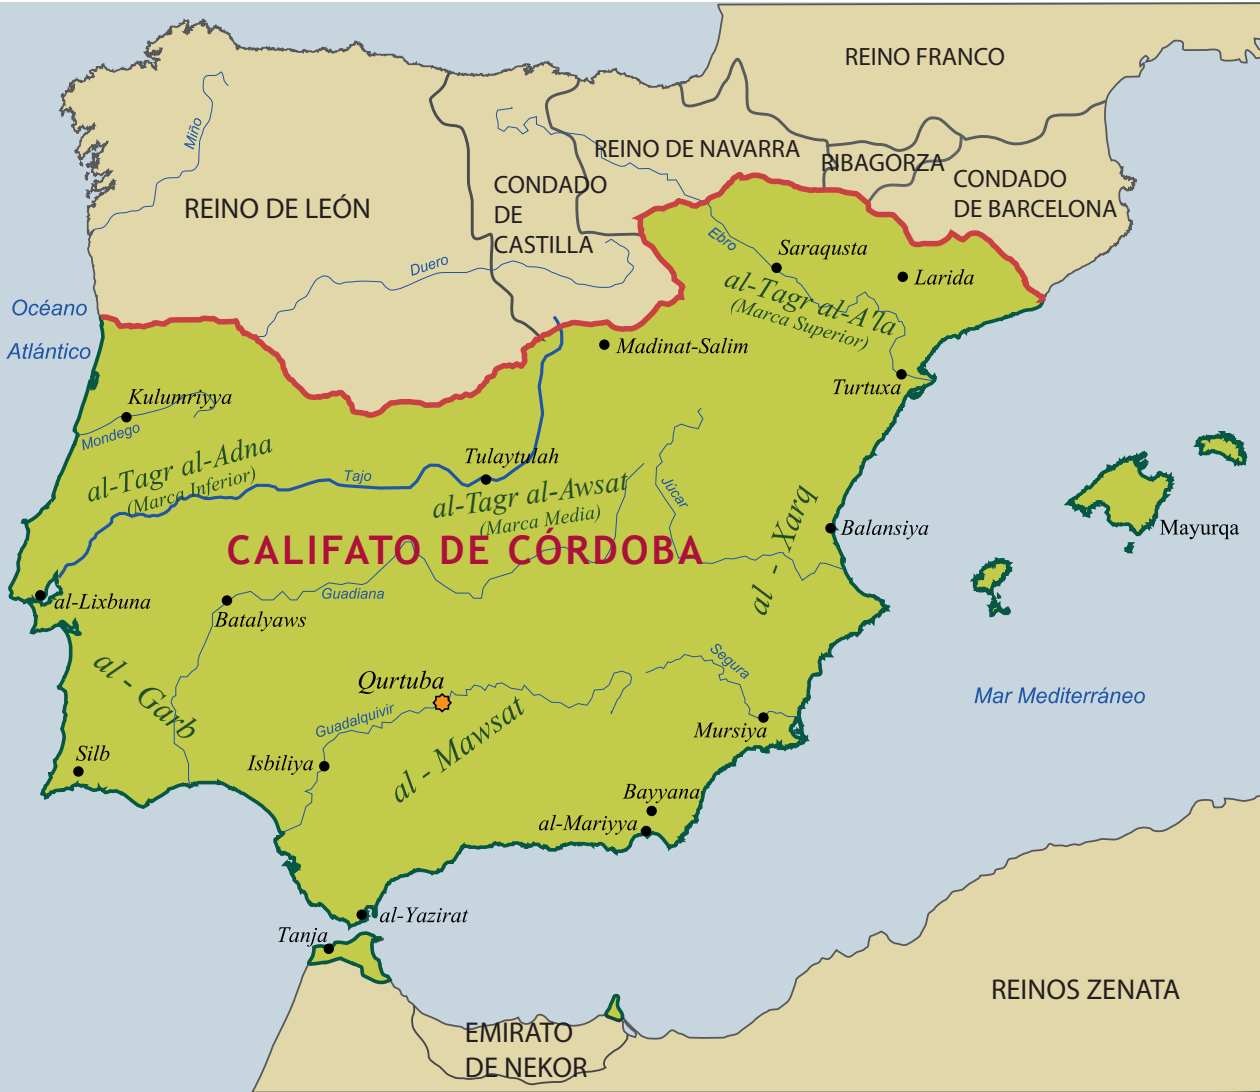 REINO FRANCO
Miño
REINO DE NAVARRA
RIBAGORZA
CONDADO
DE BARCELONA
CONDADO
DE
CASTILLA
REINO DE LEÓN
Ebro
Saraqusta
Duero
Larida
al-Tagr al-A'la
(Marca Superior)
Océano
Atlántico
Madinat-Salim
Turtuxa
Kulumriyya
Mondego
al-Tagr al-Adna
(Marca Inferior)
Tulaytulah
Tajo
al-Tagr al-Awsat
(Marca Media)
Júcar
al - Xarq
Balansiya
Mayurqa
CALIFATO DE CÓRDOBA
al-Lixbuna
Guadiana
Batalyaws
al - Garb
Qurtuba
Segura
Mar Mediterráneo
Guadalquivir
al - Mawsat
Mursiya
Silb
Isbiliya
Bayyana
al-Mariyya
al-Yazirat
Tanja
REINOS ZENATA
EMIRATO
DE NEKOR